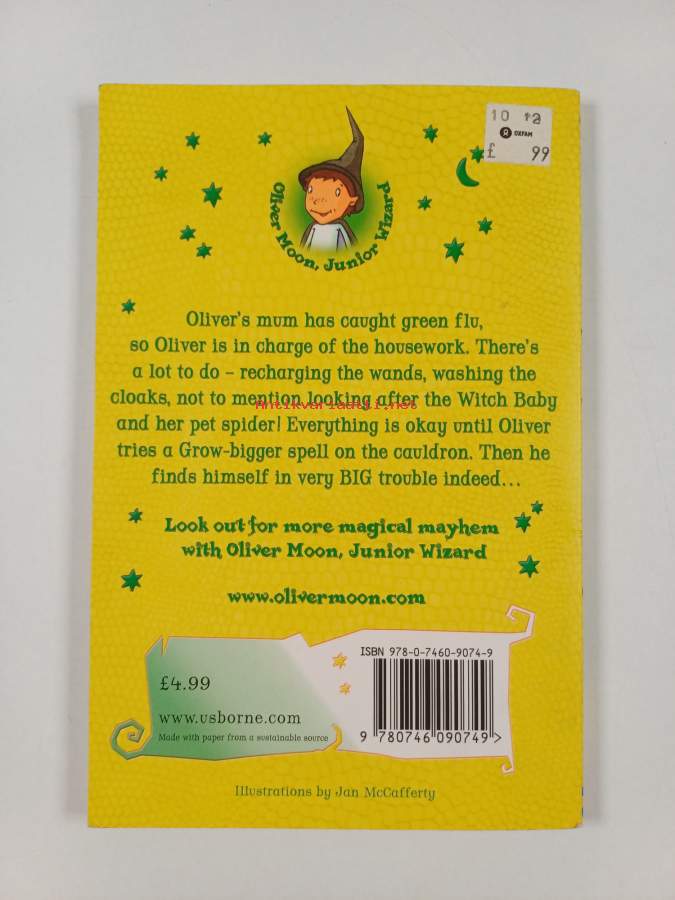 10 12
OXFAM
£ 99
Oliver Moon, Junior Wizard
Oliver's mum has caught green flu,
so Oliver is in charge of the housework. There's
a lot to do – recharging the wands, washing the
cloaks, not to mention looking after the Witch Baby
Antikvariaatti.net
and her pet spider! Everything is okay until Oliver
tries a Grow-bigger spell on the cauldron. Then he
finds himself in very BIG trouble indeed...
Look out for more magical mayhem
with Oliver Moon, Junior Wizard
www.olivermoon.com
ISBN 978-0-7460-9074-9
£4.99
www.usborne.com
Made with paper from a sustainable source
9 780746 090749 >
Illustrations by Jan McCafferty